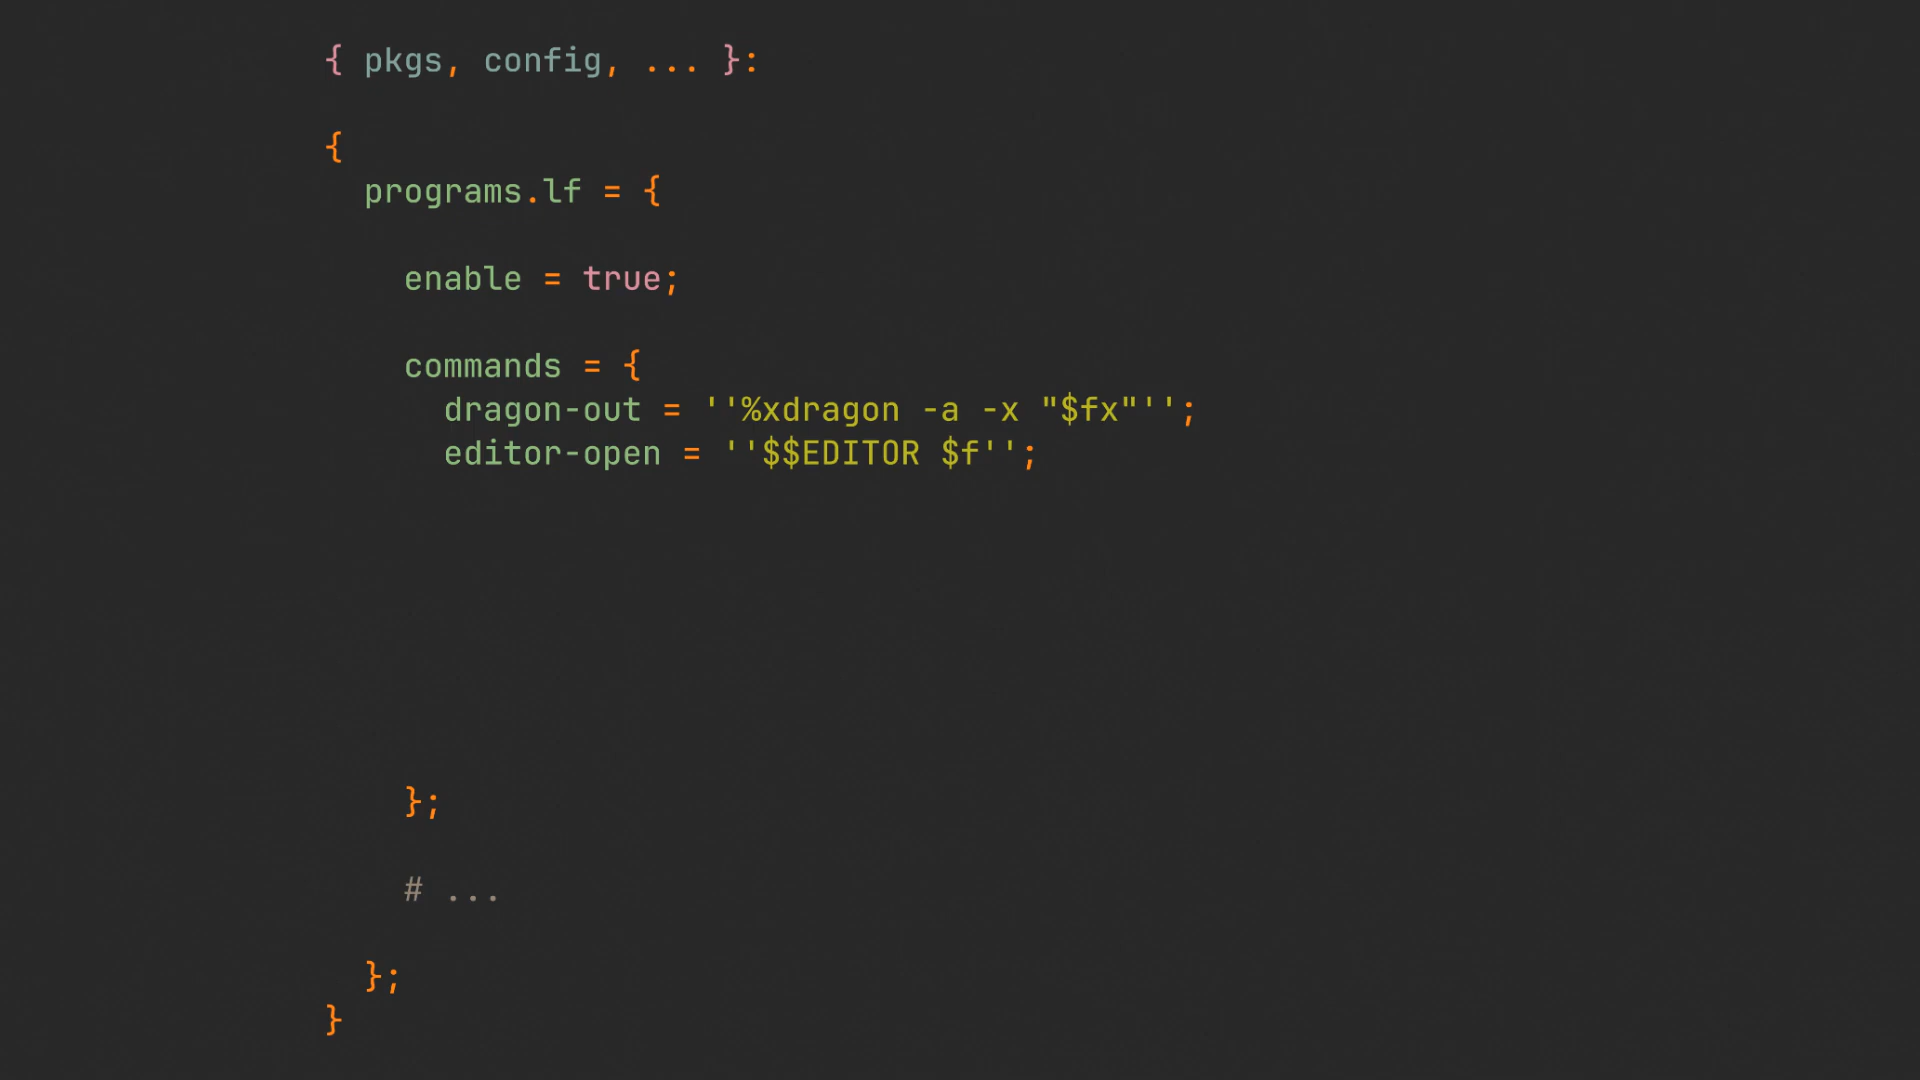 { pkgs, config, ... }:
{
programs.lf = {
enable = true;
commands = {
dragon-out = ''%xdragon -a -x "$fx"'';
editor-open = ''$$EDITOR $f'';
};
# ...
};
}